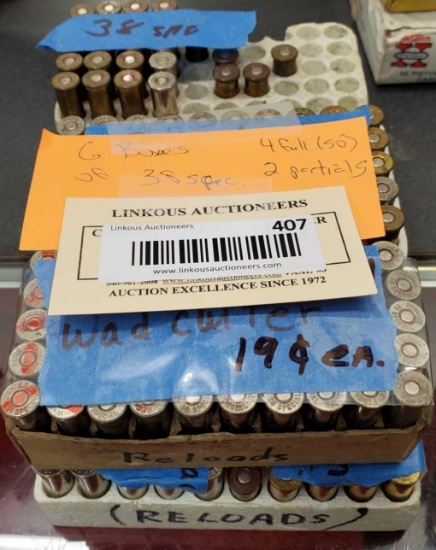 38 SPC
6 Boxes 4 full (50)
of 38 spec. 2 partials
LINKOUS AUCTIONEERS
Linkous Auctioneers
407
www.linkousauctioneers.com
AUCTION EXCELLENCE SINCE 1972
Wad cutter
19¢ ea.
Reloads
(RELOADS)